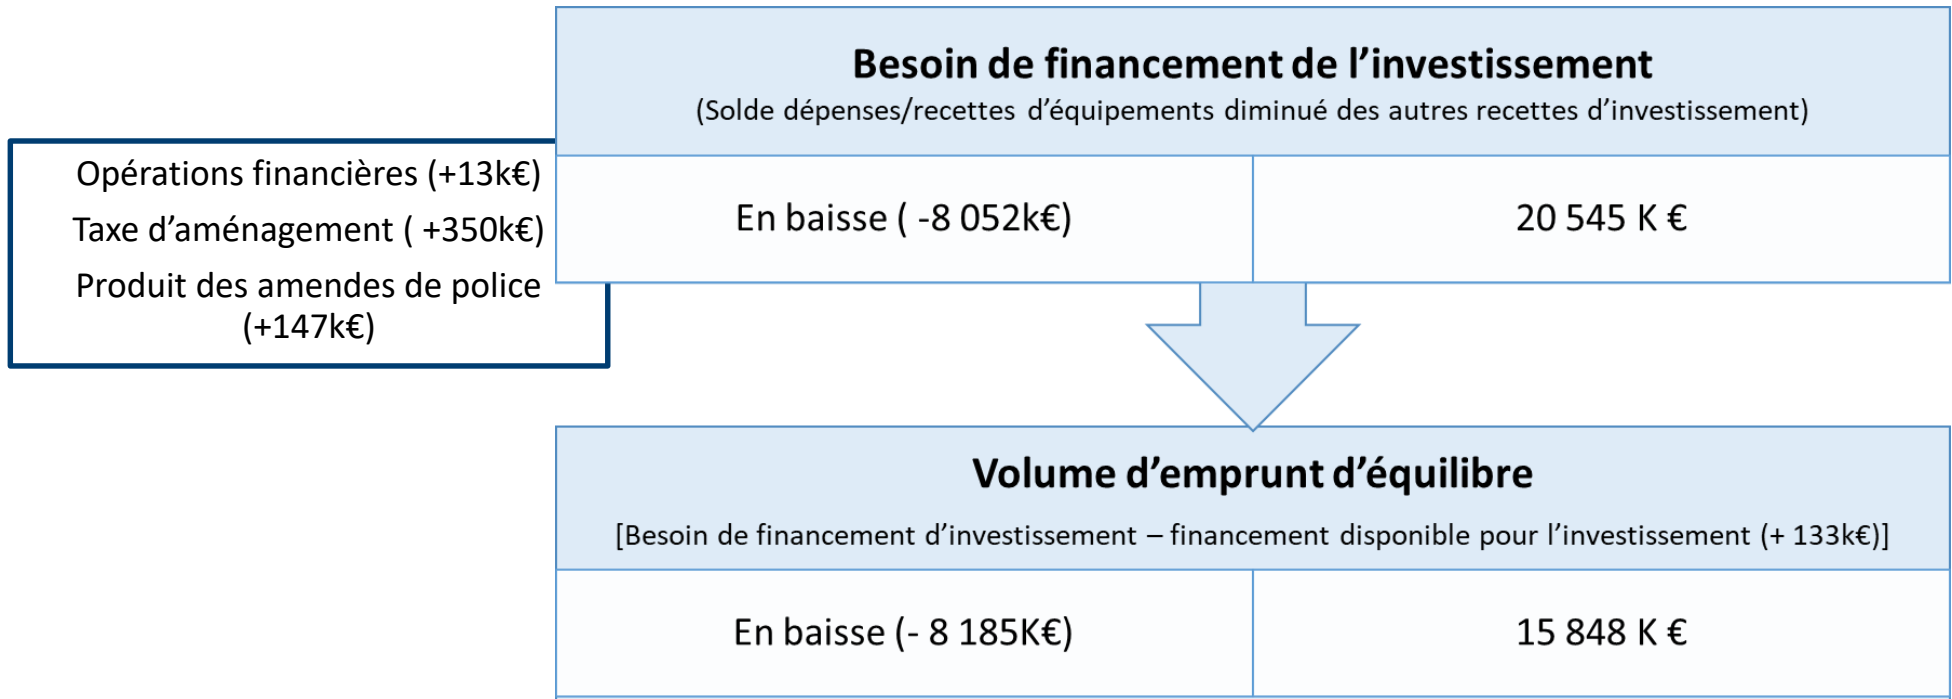 Besoin de financement de l’investissement
(Solde dépenses/recettes d’équipements diminué des autres recettes d’investissement)
Opérations financières (+13k€)
Taxe d’aménagement ( +350k€)
Produit des amendes de police
(+147k€)
En baisse ( -8 052k€)
20 545 K €
Volume d’emprunt d’équilibre
[Besoin de financement d’investissement – financement disponible pour l’investissement (+ 133k€)]
En baisse (- 8 185K€)
15 848 K €